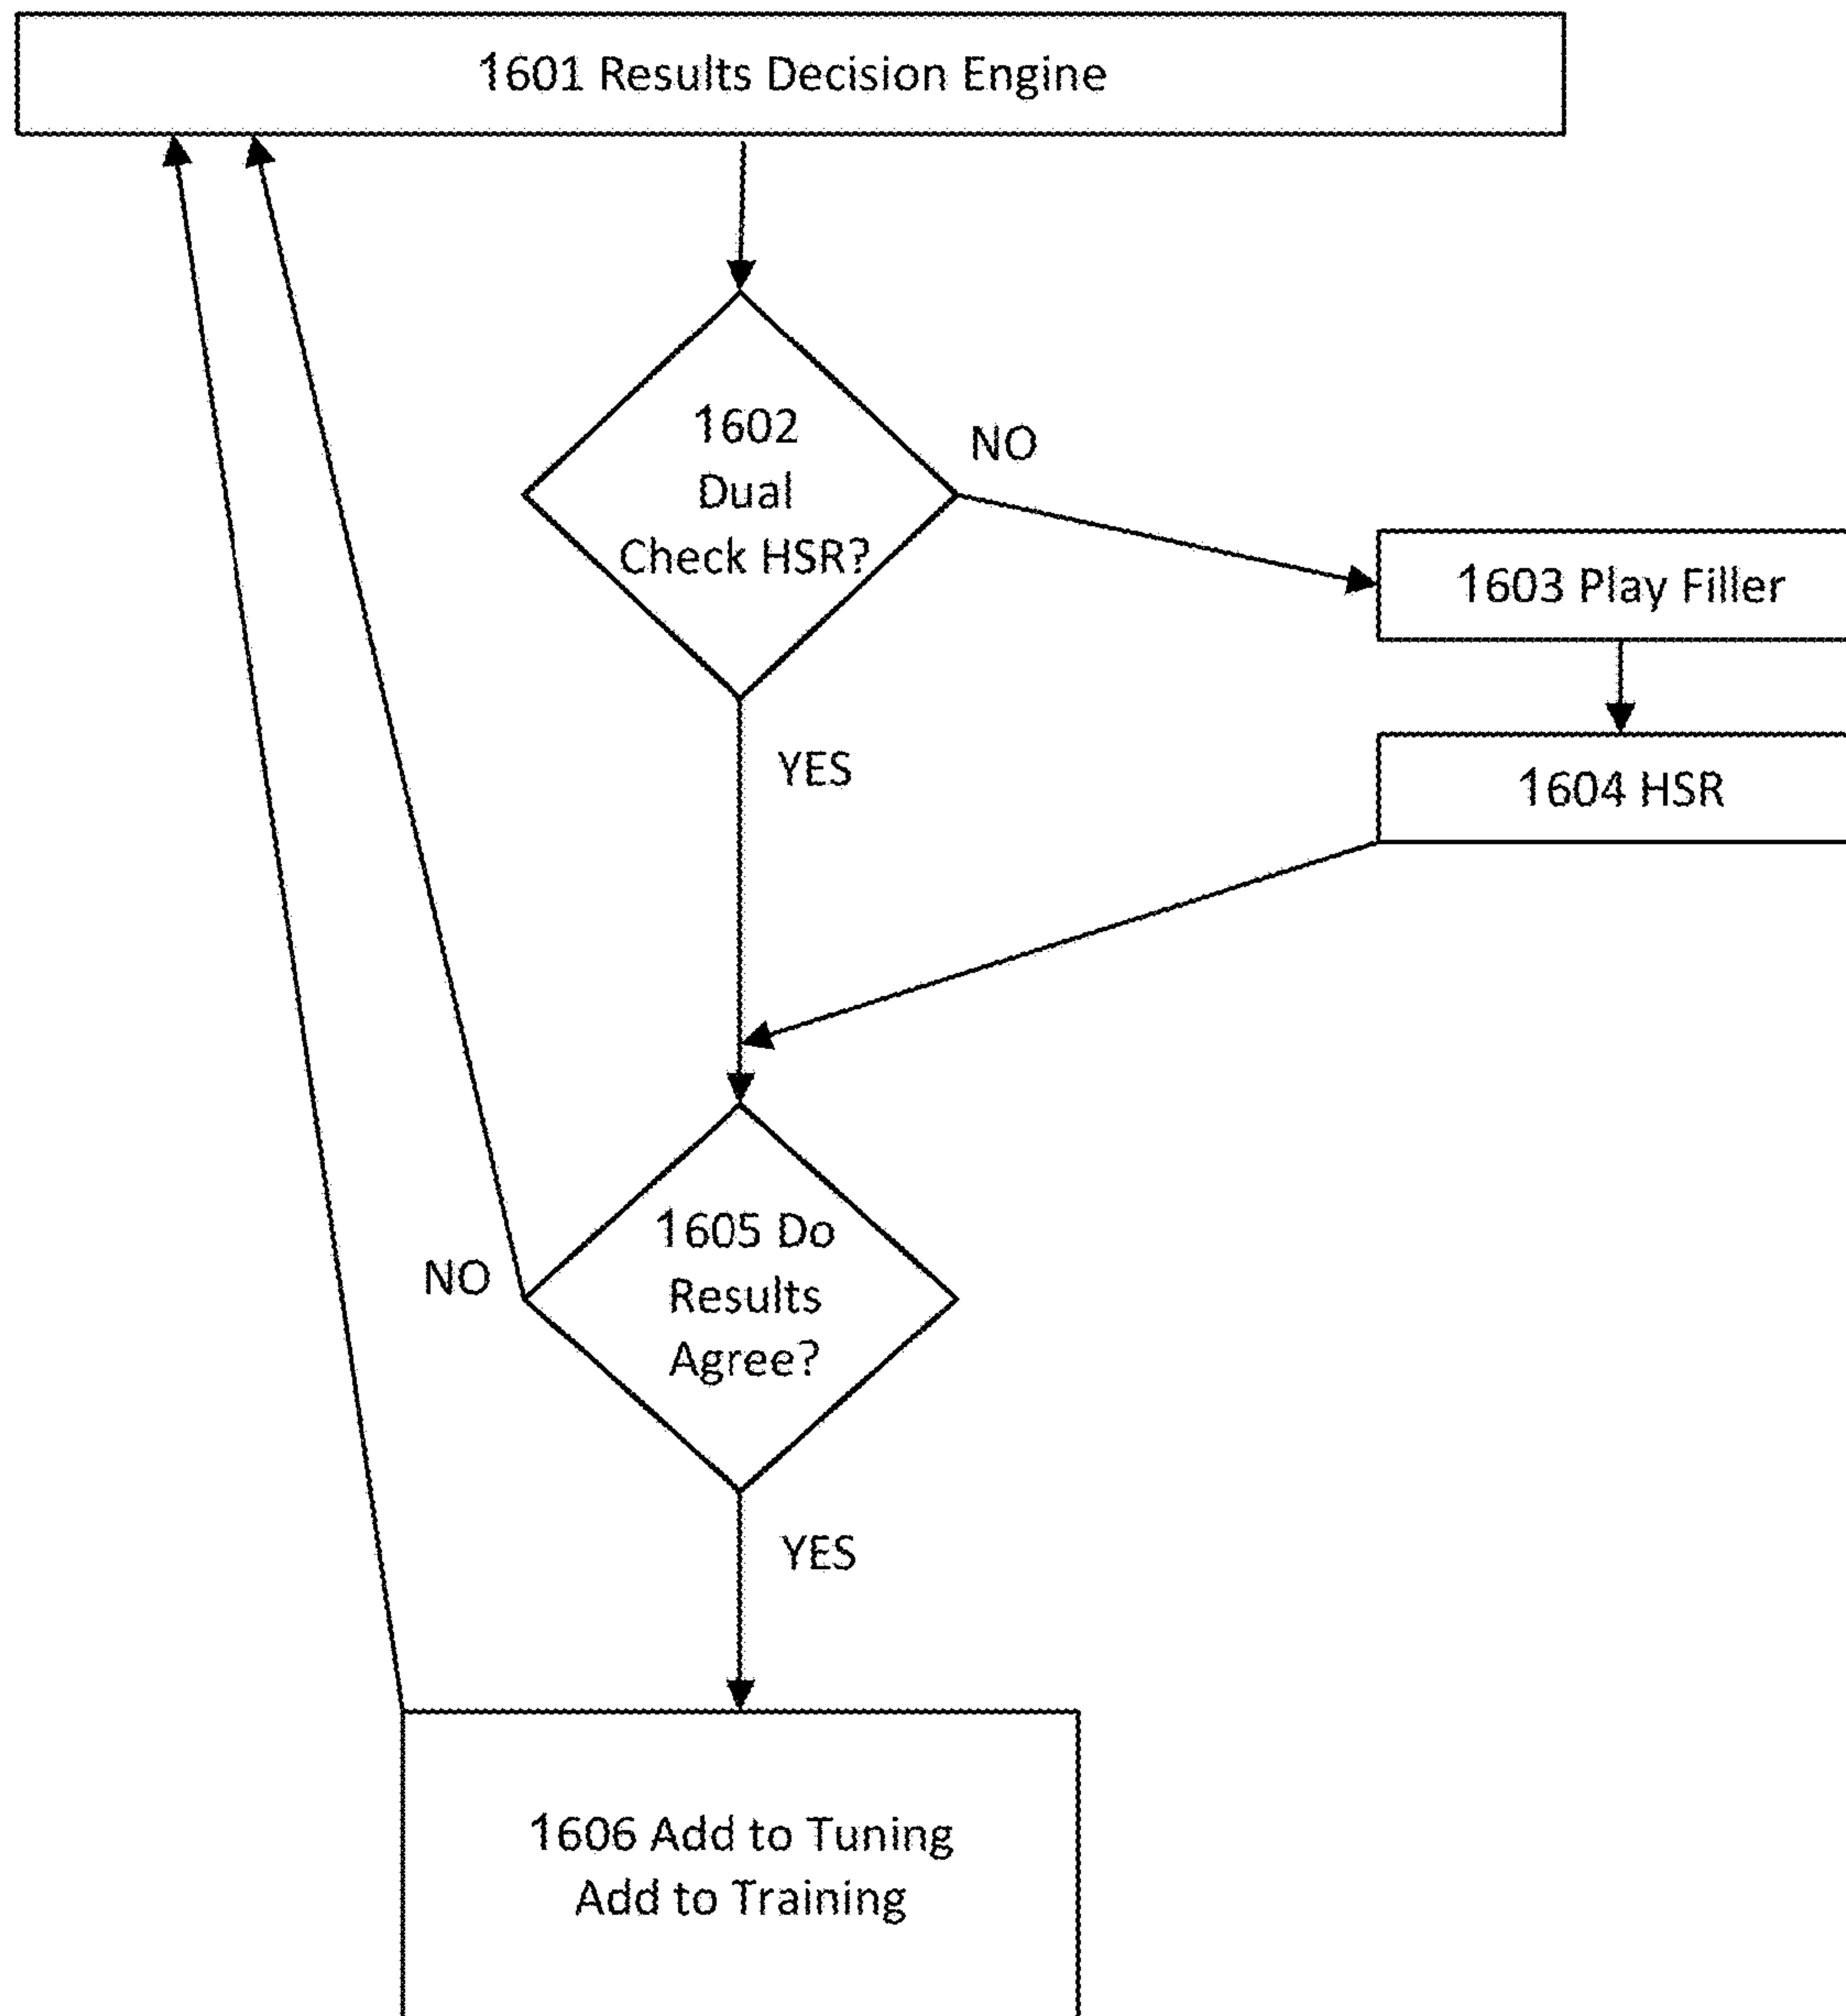 1601 Results Decision Engine
1602
Dual
Check HSR?
NO
1603 Play Filler
YES
1604 HSR
1605 Do
Results
Agree?
NO
YES
1606 Add to Tuning
Add to Training